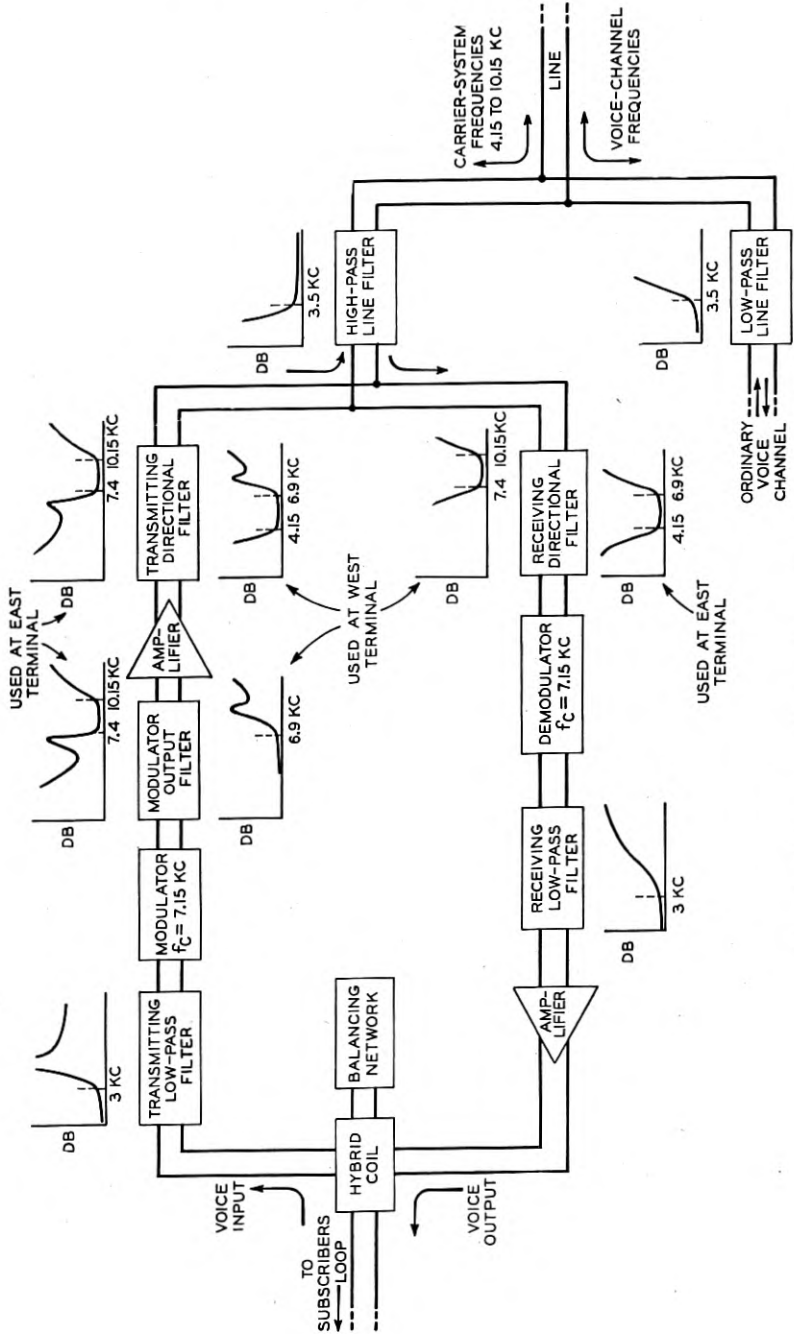 USED AT EAST
TERMINAL
DB
3 KC
TRANSMITTING
LOW-PASS
FILTER
MODULATOR
fc = 7.15 KC
DB
7.4 10.15 KC
MODULATOR
OUTPUT
FILTER
DB
6.9 KC
AMP-
LIFIER
DB
7.4 10.15 KC
TRANSMITTING
DIRECTIONAL
FILTER
DB
4.15 6.9 KC
USED AT WEST
TERMINAL
DB
7.4 10.15 KC
VOICE
INPUT
TO
SUBSCRIBERS
LOOP
HYBRID
COIL
BALANCING
NETWORK
VOICE
OUTPUT
AMP-
LIFIER
RECEIVING
LOW-PASS
FILTER
DB
3 KC
DEMODULATOR
fc = 7.15 KC
RECEIVING
DIRECTIONAL
FILTER
DB
4.15 6.9 KC
USED AT EAST
TERMINAL
DB
3.5 KC
HIGH-PASS
LINE FILTER
CARRIER-SYSTEM
FREQUENCIES
4.15 TO 10.15 KC
LINE
VOICE-CHANNEL
FREQUENCIES
DB
3.5 KC
LOW-PASS
LINE FILTER
ORDINARY
VOICE
CHANNEL